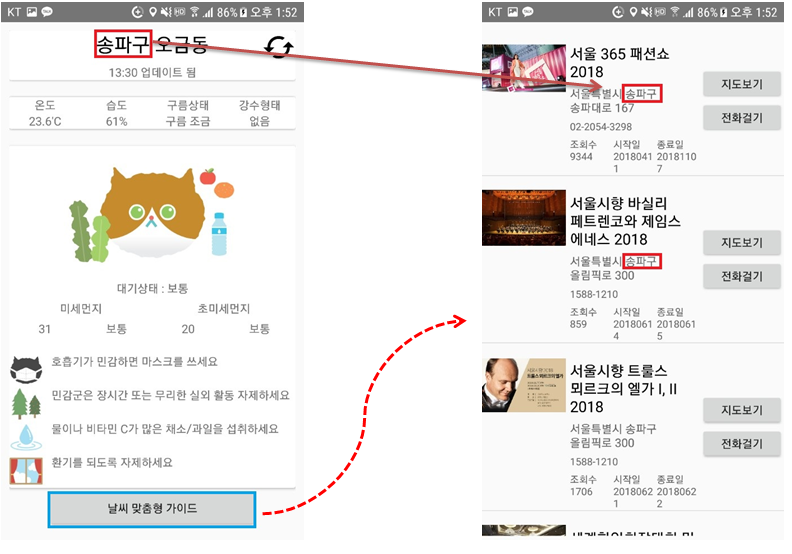 KT HD 86% 오후 1:52
송파구 오금동
13:30 업데이트 됨
온도 습도 구름상태 강수형태
23.6'C 61% 구름 조금 없음
대기상태 : 보통
미세먼지 초미세먼지
31 보통 20 보통
호흡기가 민감하면 마스크를 쓰세요
민감군은 장시간 또는 무리한 실외 활동 자제하세요
물이나 비타민 C가 많은 채소/과일을 섭취하세요
환기를 되도록 자제하세요
날씨 맞춤형 가이드
KT HD 86% 오후 1:52
서울 365 패션쇼
2018
서울특별시 송파구
송파대로 167
02-2054-3298
조회수 시작일 종료일
9344 2018041 2018110
1 7
지도보기
전화걸기
서울시향 바실리
페트렌코와 제임스
에네스 2018
서울특별시 송파구
올림픽로 300
1588-1210
조회수 시작일 종료일
859 2018061 2018061
4 5
지도보기
전화걸기
서울시향 트룰스
뫼르크의 엘가 I, II
2018
서울특별시 송파구
올림픽로 300
1588-1210
조회수 시작일 종료일
1706 2018062 2018062
1 2
지도보기
전화걸기